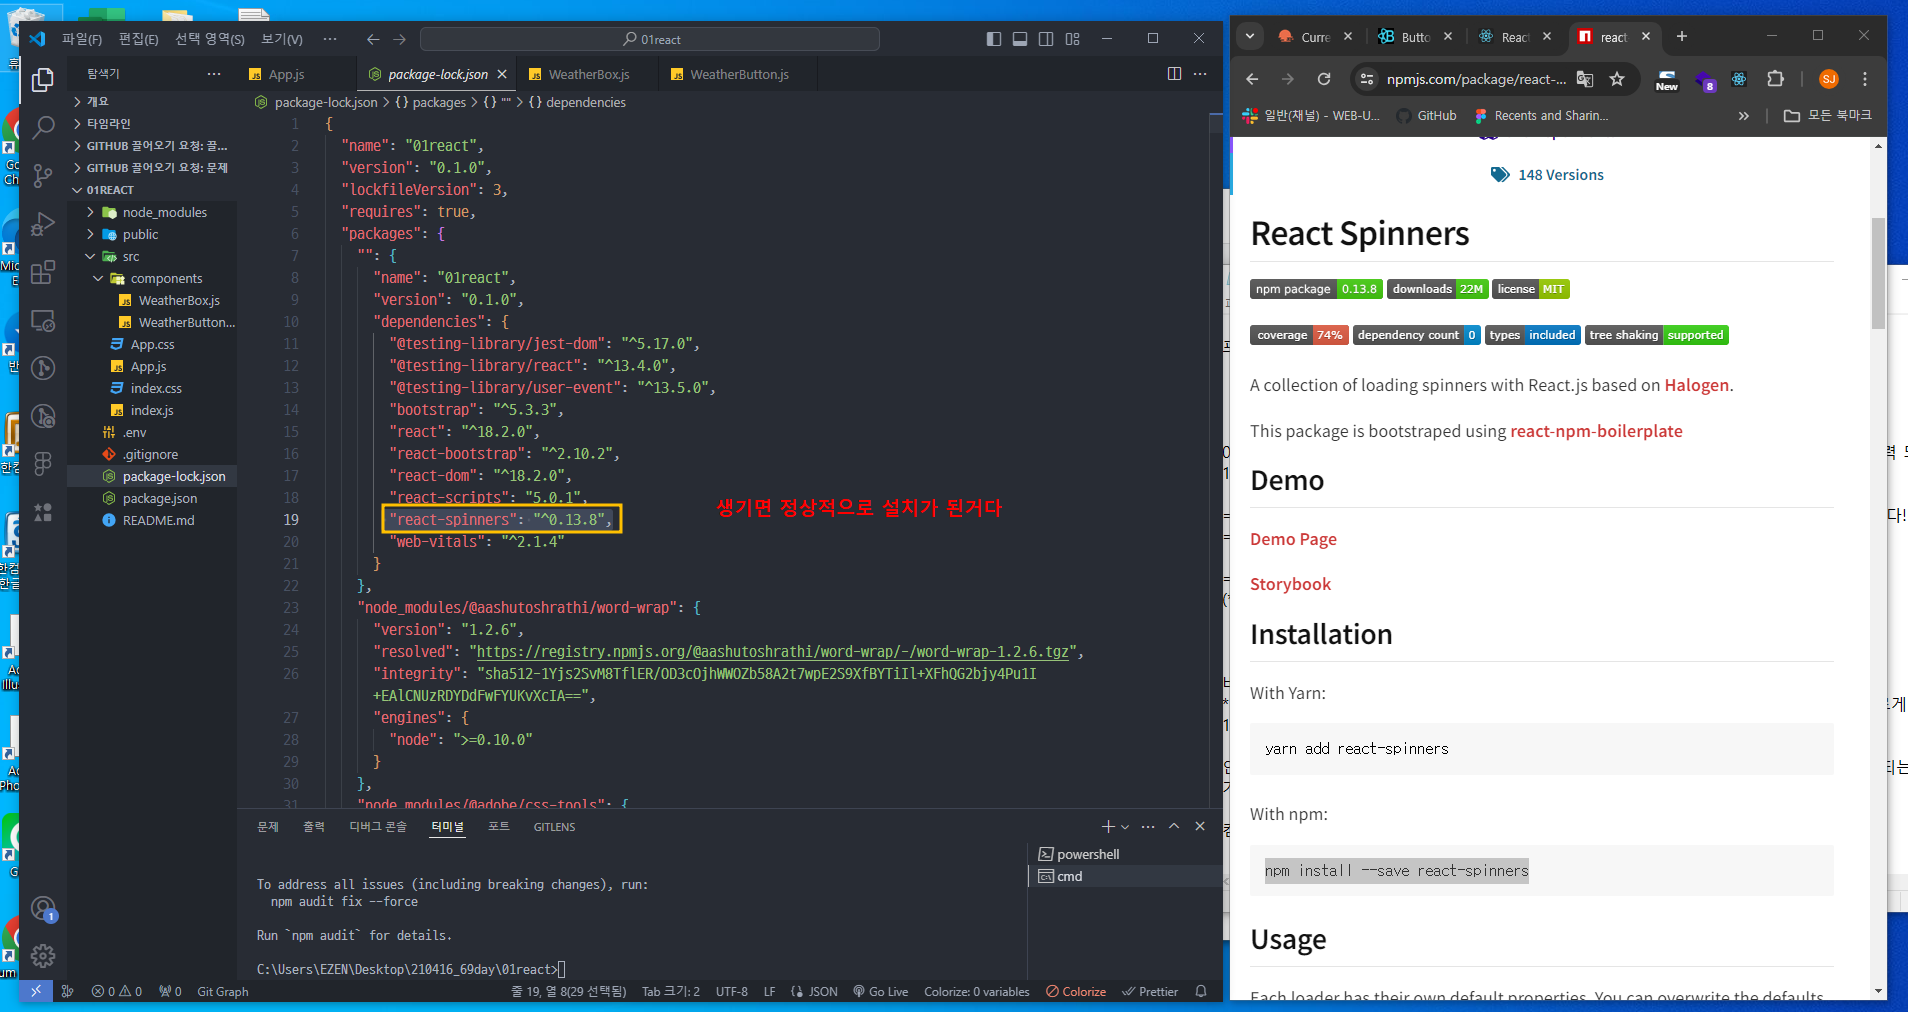 파일(F) 편집(E) 선택 영역(S) 보기(V) ··· 01react
탐색기 ···
개요
타임라인
GITHUB 끌어오기 요청: 끌...
GITHUB 끌어오기 요청: 문제
01REACT
node_modules
public
src
components
WeatherBox.js
WeatherButton...
App.css
App.js
index.css
index.js
.env
.gitignore
package-lock.json
package.json
README.md
App.js package-lock.json WeatherBox.js WeatherButton.js
package-lock.json > {} packages > {} "" > {} dependencies
1 {
2 "name": "01react",
3 "version": "0.1.0",
4 "lockfileVersion": 3,
5 "requires": true,
6 "packages": {
7 "": {
8 "name": "01react",
9 "version": "0.1.0",
10 "dependencies": {
11 "@testing-library/jest-dom": "^5.17.0",
12 "@testing-library/react": "^13.4.0",
13 "@testing-library/user-event": "^13.5.0",
14 "bootstrap": "^5.3.3",
15 "react": "^18.2.0",
16 "react-bootstrap": "^2.10.2",
17 "react-dom": "^18.2.0",
18 "react-scripts": "5.0.1",
19 "react-spinners": "^0.13.8",
생기면 정상적으로 설치가 된거다
20 "web-vitals": "^2.1.4"
21 }
22 },
23 "node_modules/@aashutoshrathi/word-wrap": {
24 "version": "1.2.6",
25 "resolved": "https://registry.npmjs.org/@aashutoshrathi/word-wrap/-/word-wrap-1.2.6.tgz",
26 "integrity": "sha512-1Yjs2SvM8TflER/OD3cOjhWWOZb58A2t7wpE2S9XfBYTiIl+XFhQG2bjy4Pu1I
+EAlCNUzRDYDdFwFYUKvXcIA==",
27 "engines": {
28 "node": ">=0.10.0"
29 }
30 },
31 "node_modules/@adobe/css-tools": {
문제 출력 디버그 콘솔 터미널 포트 GITLENS
powershell
cmd
To address all issues (including breaking changes), run:
npm audit fix --force
Run `npm audit` for details.
C:\Users\EZEN\Desktop\210416_69day\01react>
1
0 0 0 Git Graph 줄 19, 열 8(29 선택됨) Tab 크기: 2 UTF-8 LF {} JSON Go Live Colorize: 0 variables Colorize Prettier
Curre Butto React react
npmjs.com/package/react-... New 8 SJ
일반(채널) - WEB-U... GitHub Recents and Sharin... » 모든 북마크
148 Versions
React Spinners
npm package 0.13.8 downloads 22M license MIT
coverage 74% dependency count 0 types included tree shaking supported
A collection of loading spinners with React.js based on Halogen.
This package is bootstraped using react-npm-boilerplate
Demo
Demo Page
Storybook
Installation
With Yarn:
yarn add react-spinners
With npm:
npm install --save react-spinners
Usage
Each loader has their own default properties. You can overwrite the defaults